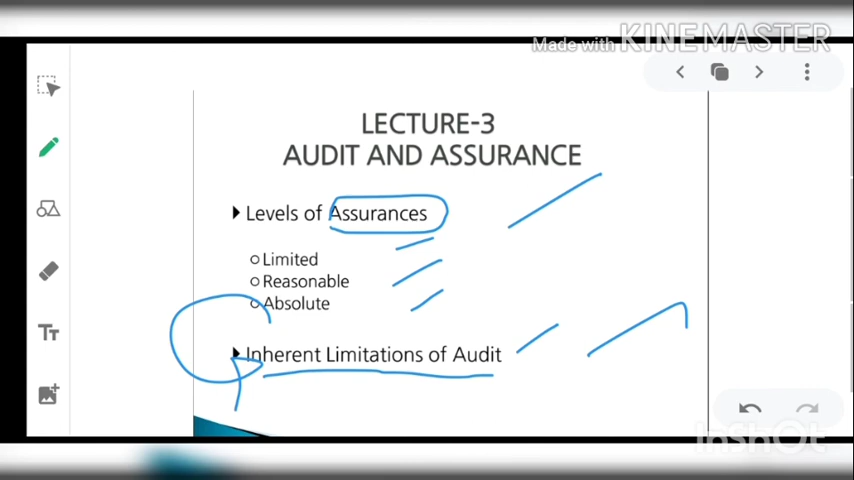 Made with KINEMASTER
LECTURE-3
AUDIT AND ASSURANCE
Levels of Assurances
Limited
Reasonable
Absolute
Inherent Limitations of Audit
TT
InShOt